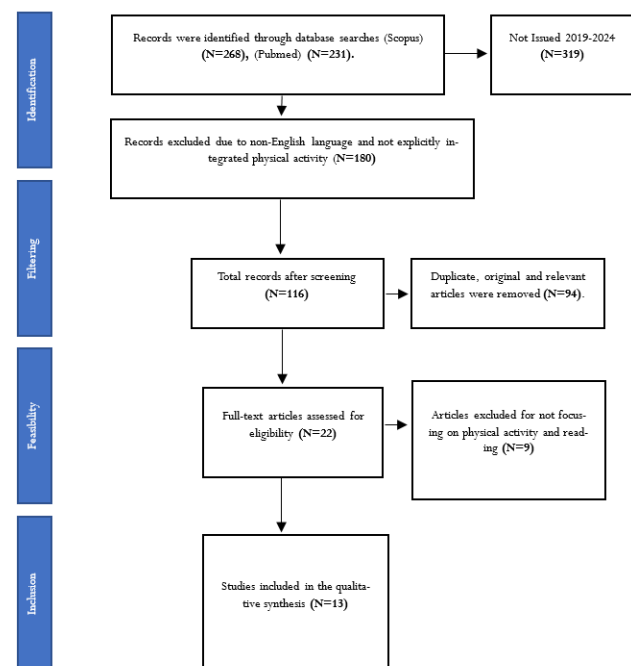 Identification
Records were identified through database searches (Scopus)
(N=268), (Pubmed) (N=231).
Not Issued 2019-2024
(N=319)
Records excluded due to non-English language and not explicitly in-
tegrated physical activity (N=180)
Filtering
Total records after screening
(N=116)
Duplicate, original and relevant
articles were removed (N=94).
Feasibility
Full-text articles assessed for
eligibility (N=22)
Articles excluded for not focus-
ing on physical activity and read-
ing (N=9)
Inclusion
Studies included in the qualita-
tive synthesis (N=13)